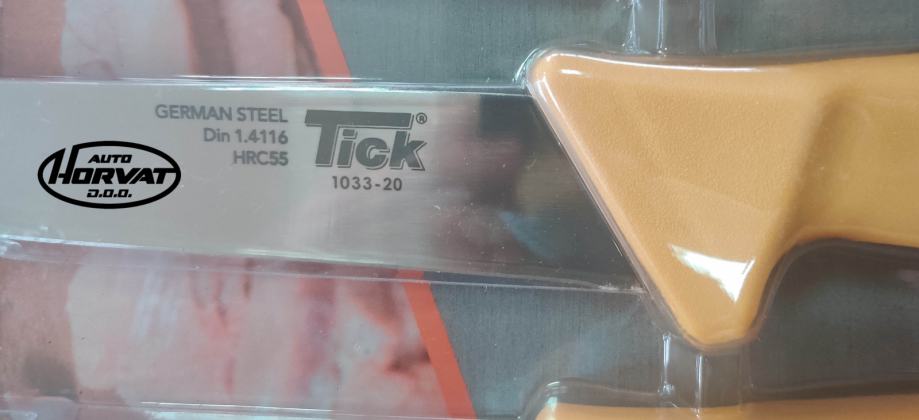 GERMAN STEEL
Din 1.4116
HRC55
Tick®
1033-20
AUTO
HORVAT
D.O.O.